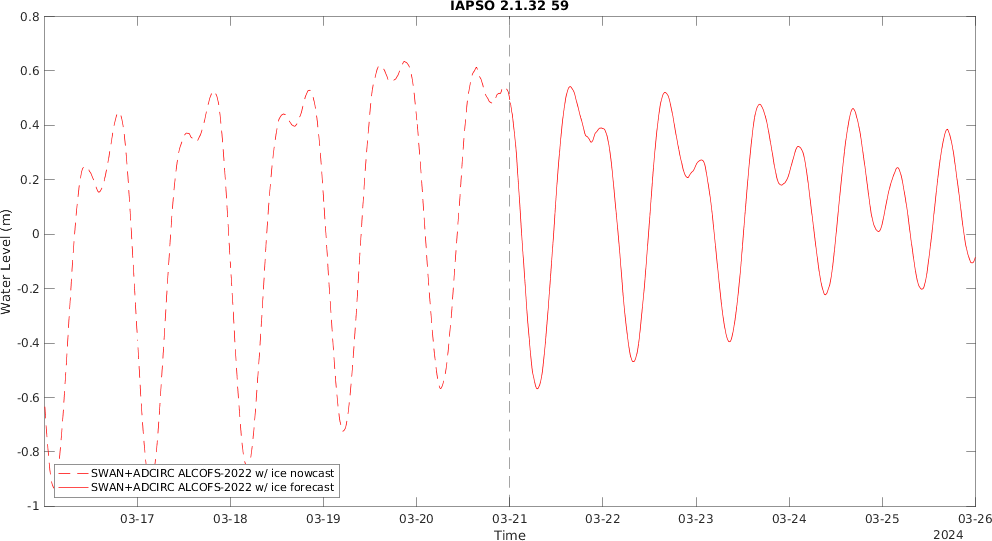 IAPSO 2.1.32 59
0.8
0.6
0.4
0.2
0
-0.2
-0.4
-0.6
-0.8
-1
Water Level (m)
SWAN+ADCIRC ALCOFS-2022 w/ ice nowcast
SWAN+ADCIRC ALCOFS-2022 w/ ice forecast
03-17 03-18 03-19 03-20 03-21 03-22 03-23 03-24 03-25 03-26
Time
2024